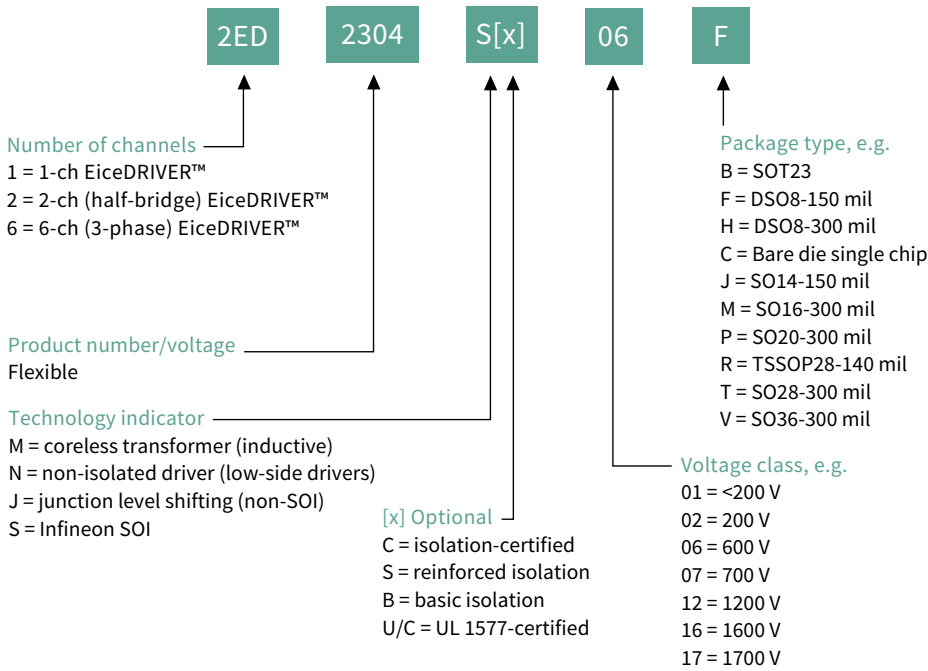 2ED 2304 S[x] 06 F
Number of channels
1 = 1-ch EiceDRIVER™
2 = 2-ch (half-bridge) EiceDRIVER™
6 = 6-ch (3-phase) EiceDRIVER™
Product number/voltage
Flexible
Technology indicator
M = coreless transformer (inductive)
N = non-isolated driver (low-side drivers)
J = junction level shifting (non-SOI)
S = Infineon SOI
[x] Optional
C = isolation-certified
S = reinforced isolation
B = basic isolation
U/C = UL 1577-certified
Package type, e.g.
B = SOT23
F = DSO8-150 mil
H = DSO8-300 mil
C = Bare die single chip
J = SO14-150 mil
M = SO16-300 mil
P = SO20-300 mil
R = TSSOP28-140 mil
T = SO28-300 mil
V = SO36-300 mil
Voltage class, e.g.
01 = <200 V
02 = 200 V
06 = 600 V
07 = 700 V
12 = 1200 V
16 = 1600 V
17 = 1700 V